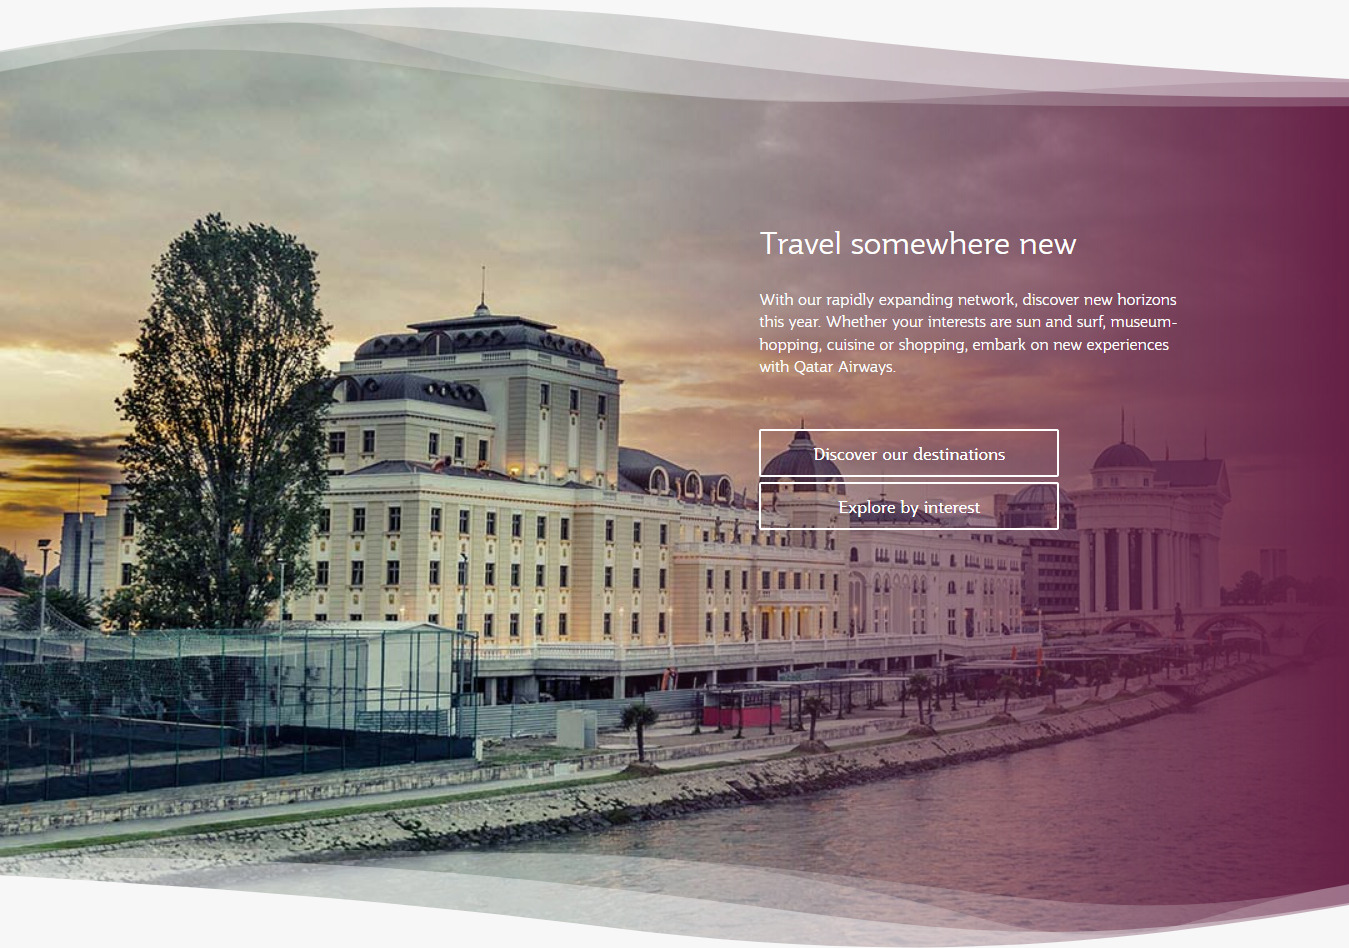 Travel somewhere new
With our rapidly expanding network, discover new horizons
this year. Whether your interests are sun and surf, museum-
hopping, cuisine or shopping, embark on new experiences
with Qatar Airways.
Discover our destinations
Explore by interest